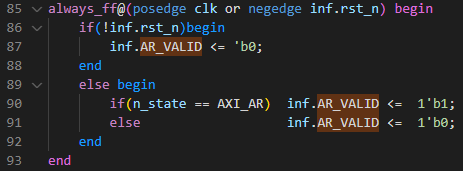 85 always_ff@(posedge clk or negedge inf.rst_n) begin
86     if(!inf.rst_n)begin
87         inf.AR_VALID <= 'b0;
88     end
89     else begin
90         if(n_state == AXI_AR)  inf.AR_VALID <=  1'b1;
91         else                   inf.AR_VALID <=  1'b0;
92     end
93 end